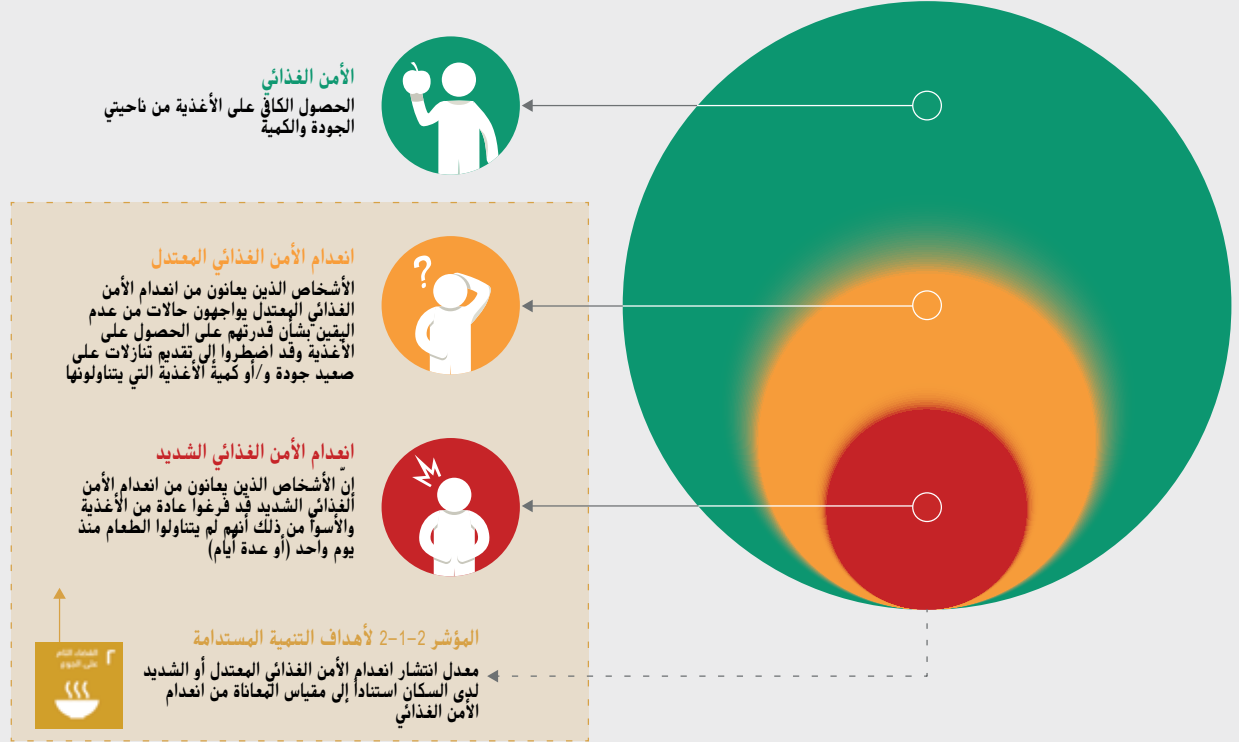 الأمن الغذائي
الحصول الكافي على الأغذية من ناحيتي
الجودة والكمية
انعدام الأمن الغذائي المعتدل
الأشخاص الذين يعانون من انعدام الأمن
الغذائي المعتدل يواجهون حالات من عدم
اليقين بشأن قدرتهم على الحصول على
الأغذية وقد اضطروا إلى تقديم تنازلات على
صعيد جودة و/أو كمية الأغذية التي يتناولونها
?
انعدام الأمن الغذائي الشديد
إنّ الأشخاص الذين يعانون من انعدام الأمن
الغذائي الشديد قد فرغوا عادة من الأغذية
والأسوأ من ذلك أنهم لم يتناولوا الطعام منذ
يوم واحد (أو عدة أيام)
المؤشر 2-1-2 لأهداف التنمية المستدامة
معدل انتشار انعدام الأمن الغذائي المعتدل أو الشديد
لدى السكان استناداً إلى مقياس المعاناة من انعدام
الأمن الغذائي
٢ القضاء التام
على الجوع